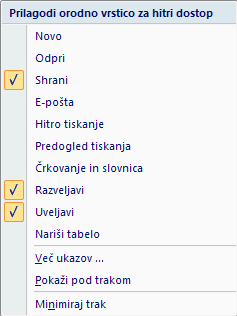 Prilagodi orodno vrstico za hitri dostop
Novo
Odpri
Shrani
E-pošta
Hitro tiskanje
Predogled tiskanja
Črkovanje in slovnica
Razveljavi
Uveljavi
Nariši tabelo
Več ukazov ...
Pokaži pod trakom
Minimiraj trak